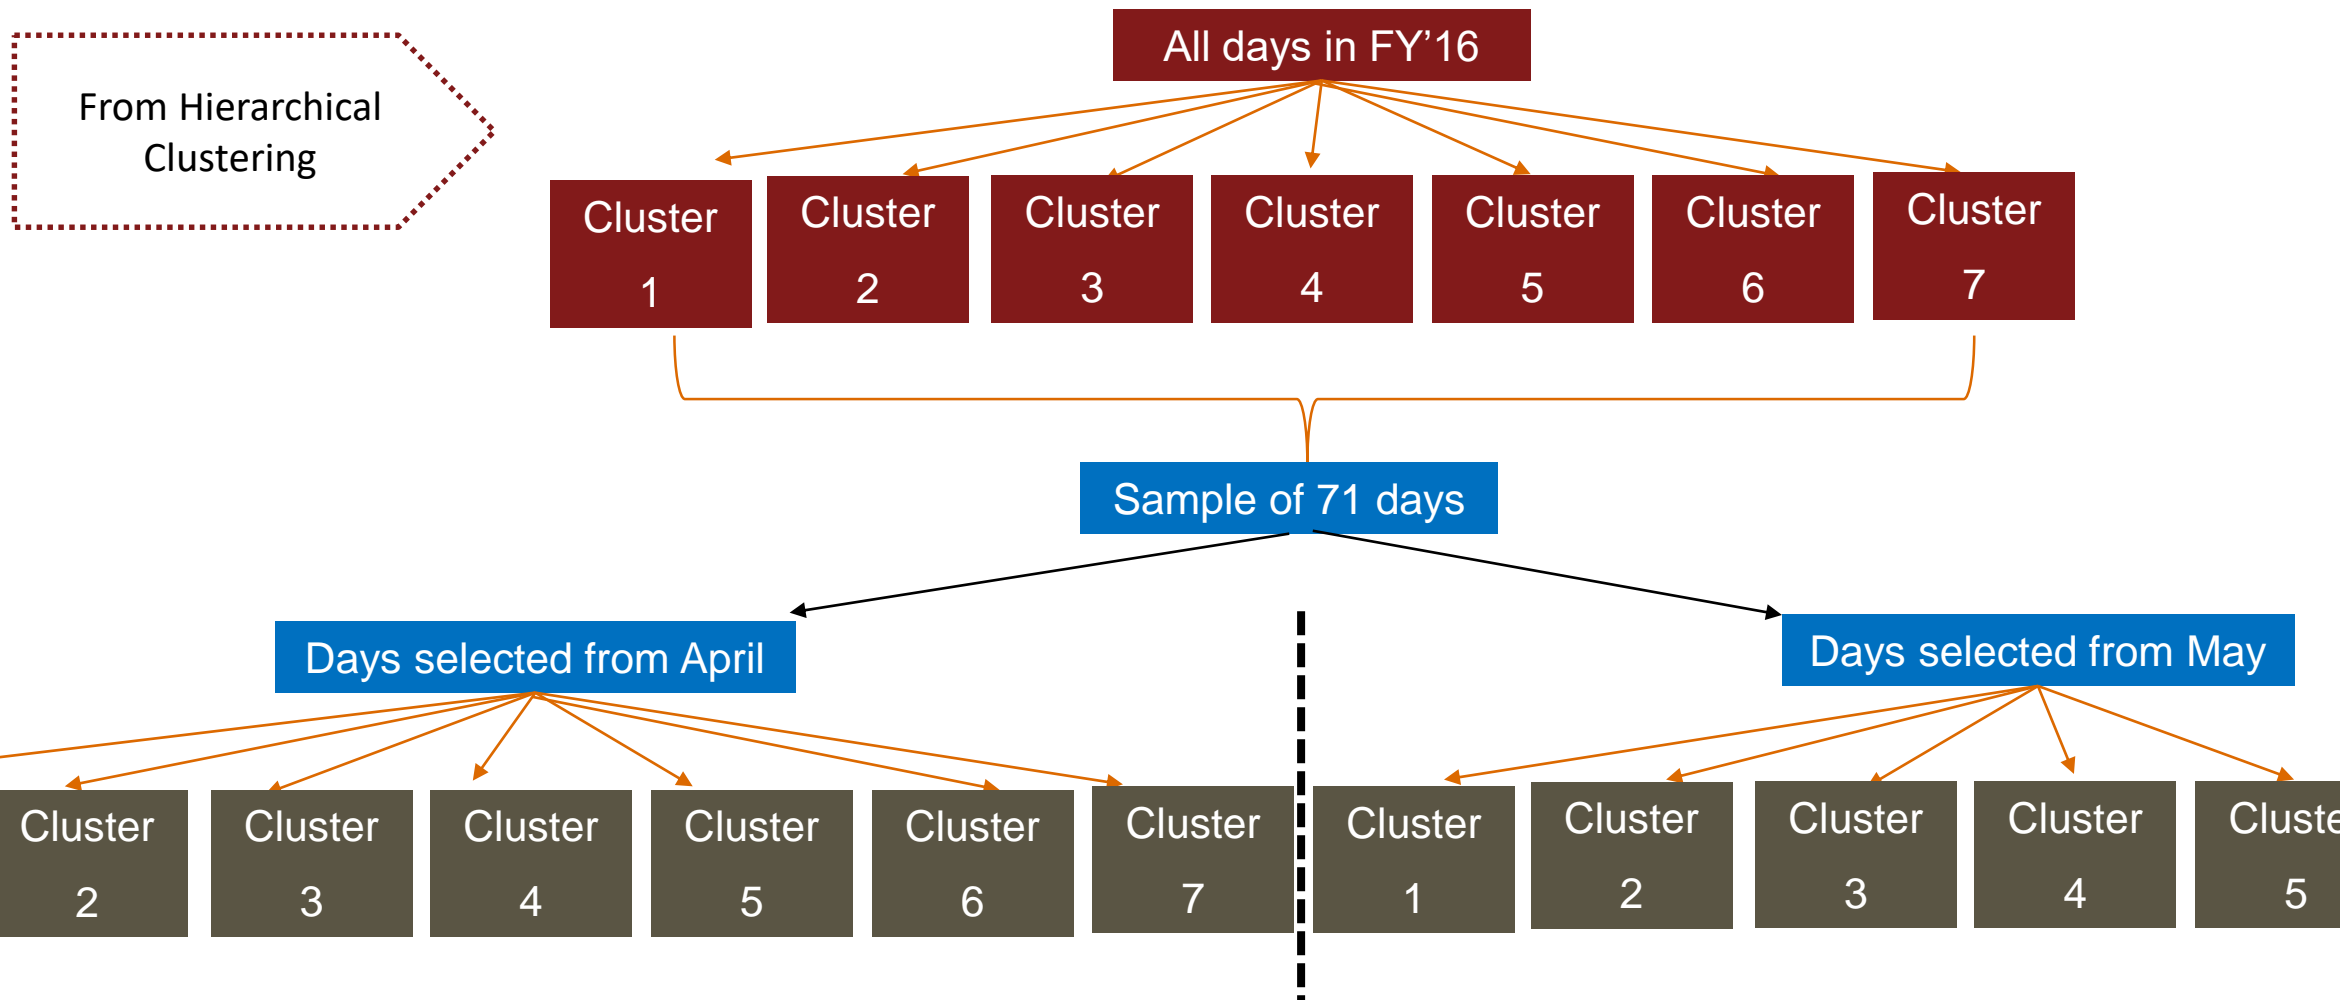 All days in FY’16
From Hierarchical
Clustering
Cluster
1
Cluster
2
Cluster
3
Cluster
4
Cluster
5
Cluster
6
Cluster
7
Sample of 71 days
Days selected from April
Days selected from May
Cluster
2
Cluster
3
Cluster
4
Cluster
5
Cluster
6
Cluster
7
Cluster
1
Cluster
2
Cluster
3
Cluster
4
Cluste
5